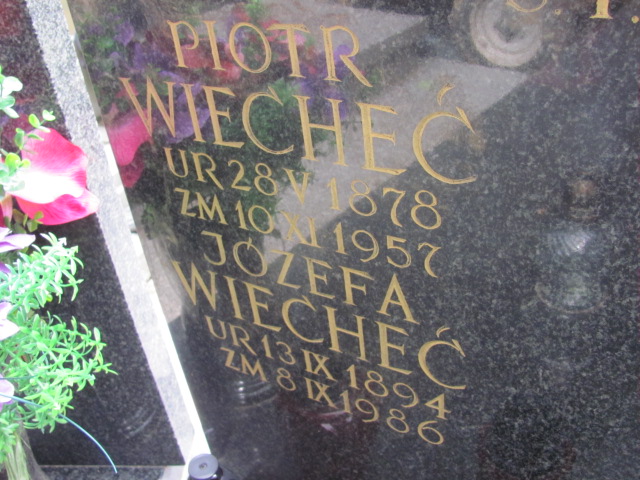 Ś. P.
PIOTR
WIECHEĆ
UR 28 V 1878
ZM 10 XI 1957
JÓZEFA
WIECHEĆ
UR 13 IX 1894
ZM 8 IX 1986